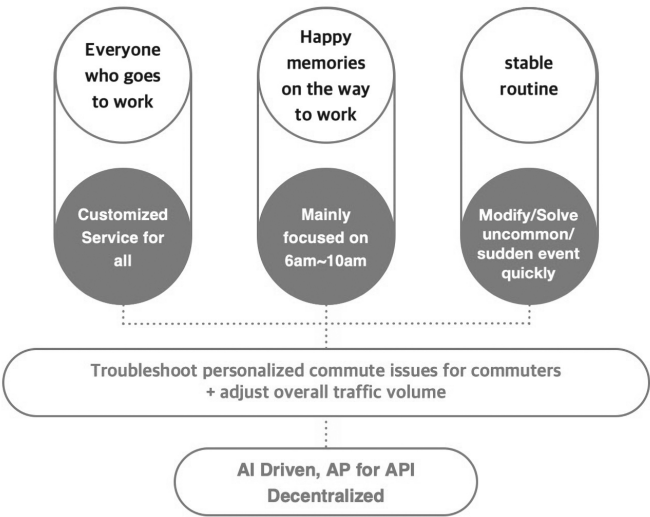 Everyone
who goes
to work
Happy
memories
on the way
to work
stable
routine
Customized
Service for
all
Mainly
focused on
6am~10am
Modify/Solve
uncommon/
sudden event
quickly
Troubleshoot personalized commute issues for commuters
+ adjust overall traffic volume
AI Driven, AP for API
Decentralized